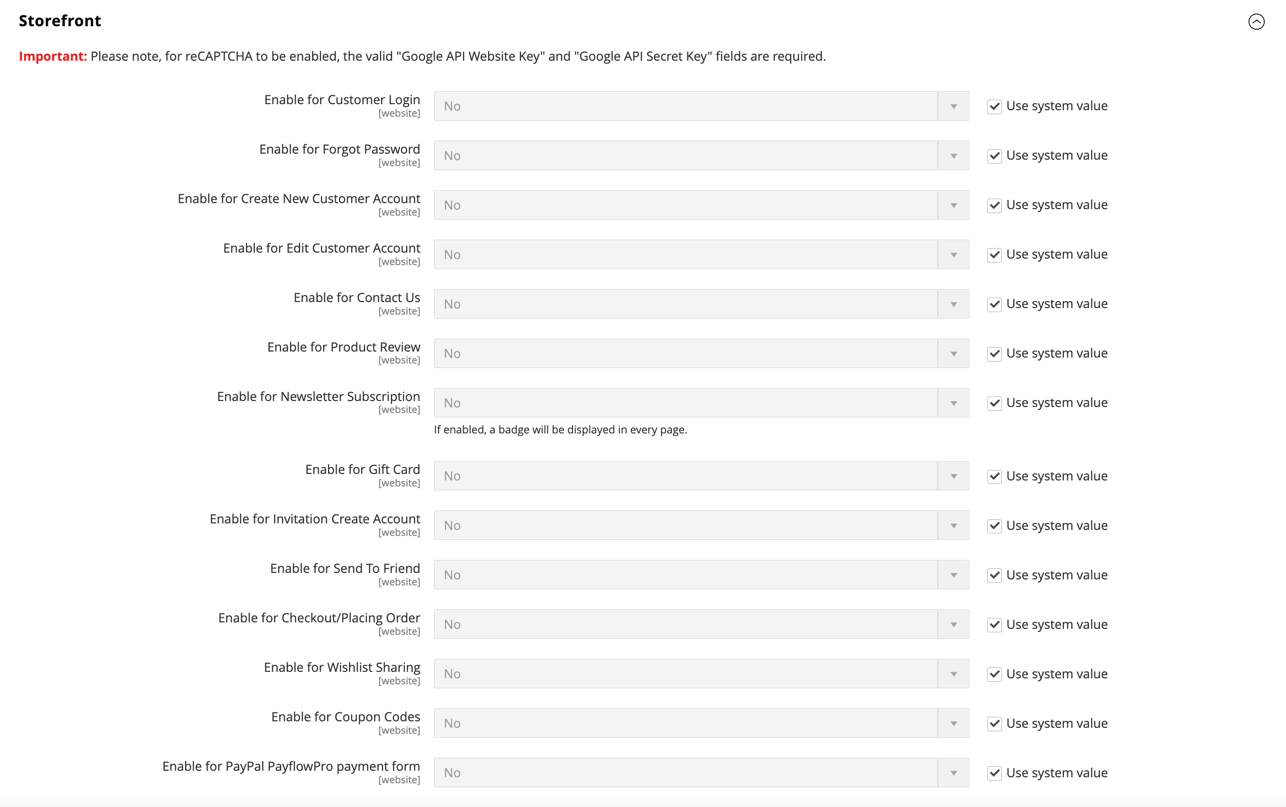 Storefront
Important: Please note, for reCAPTCHA to be enabled, the valid "Google API Website Key" and "Google API Secret Key" fields are required.
Enable for Customer Login No Use system value
[website]
Enable for Forgot Password No Use system value
[website]
Enable for Create New Customer Account No Use system value
[website]
Enable for Edit Customer Account No Use system value
[website]
Enable for Contact Us No Use system value
[website]
Enable for Product Review No Use system value
[website]
Enable for Newsletter Subscription No Use system value
[website]
If enabled, a badge will be displayed in every page.
Enable for Gift Card No Use system value
[website]
Enable for Invitation Create Account No Use system value
[website]
Enable for Send To Friend No Use system value
[website]
Enable for Checkout/Placing Order No Use system value
[website]
Enable for Wishlist Sharing No Use system value
[website]
Enable for Coupon Codes No Use system value
[website]
Enable for PayPal PayflowPro payment form No Use system value
[website]